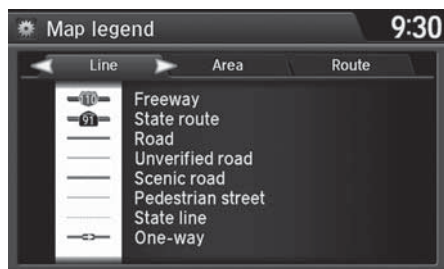 Map legend 9:30
Line Area Route
110 Freeway
91 State route
Road
Unverified road
Scenic road
Pedestrian street
State line
One-way